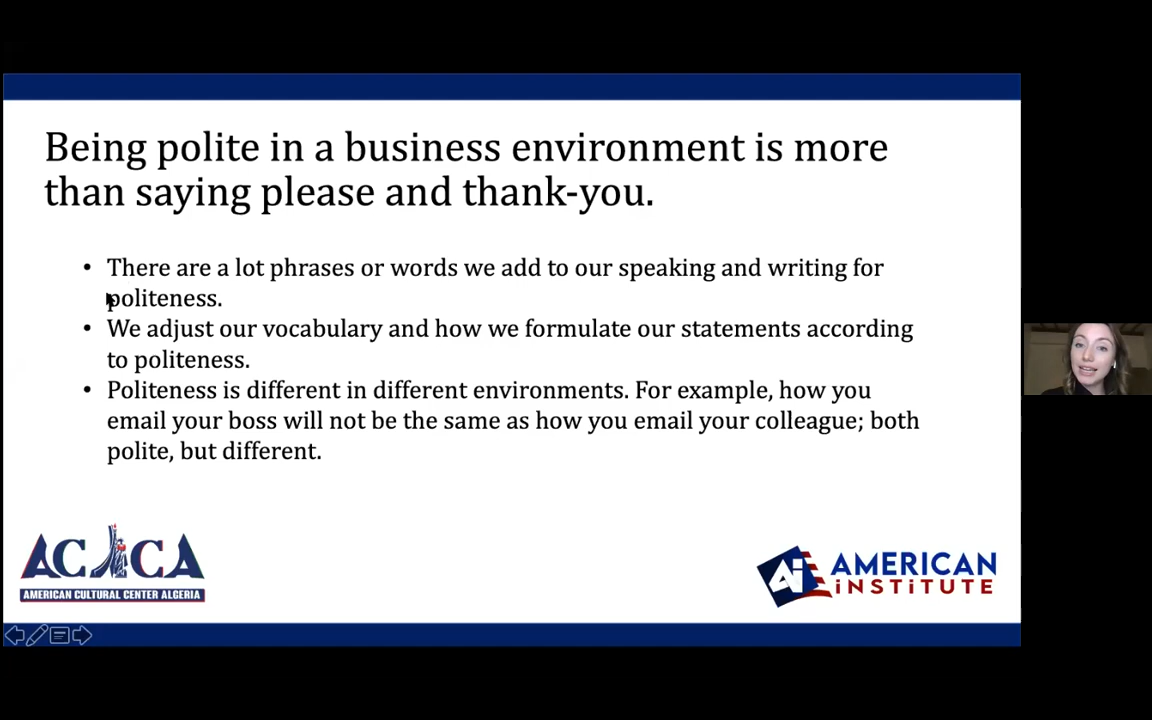 Being polite in a business environment is more
than saying please and thank-you.
• There are a lot phrases or words we add to our speaking and writing for
politeness.
• We adjust our vocabulary and how we formulate our statements according
to politeness.
• Politeness is different in different environments. For example, how you
email your boss will not be the same as how you email your colleague; both
polite, but different.
ACCA
AMERICAN CULTURAL CENTER ALGERIA
Ai AMERICAN
iNSTiTUTE